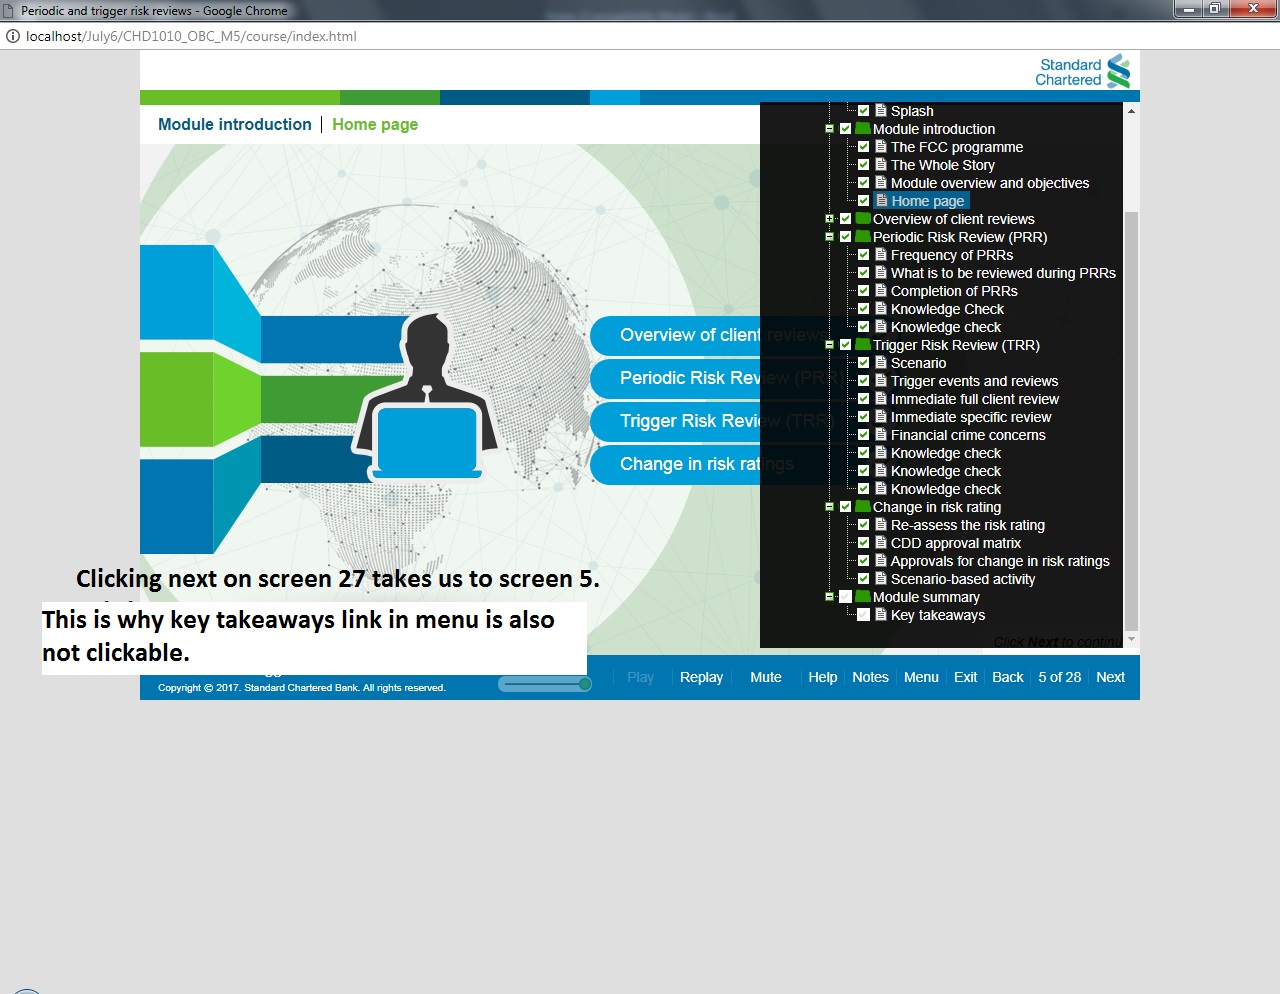 Periodic and trigger risk reviews - Google Chrome
localhost/July6/CHD1010_OBC_M5/course/index.html
Standard
Chartered
Module introduction | Home page
Splash
Module introduction
The FCC programme
The Whole Story
Module overview and objectives
Home page
Overview of client reviews
Periodic Risk Review (PRR)
Frequency of PRRs
What is to be reviewed during PRRs
Completion of PRRs
Knowledge Check
Knowledge check
Trigger Risk Review (TRR)
Scenario
Trigger events and reviews
Immediate full client review
Immediate specific review
Financial crime concerns
Knowledge check
Knowledge check
Knowledge check
Change in risk rating
Re-assess the risk rating
CDD approval matrix
Approvals for change in risk ratings
Scenario-based activity
Module summary
Key takeaways
Overview of client reviews
Periodic Risk Review (PRR)
Trigger Risk Review (TRR)
Change in risk ratings
Clicking next on screen 27 takes us to screen 5.
This is why key takeaways link in menu is also
not clickable.
Click Next to continu
Copyright © 2017. Standard Chartered Bank. All rights reserved.
Play Replay Mute Help Notes Menu Exit Back 5 of 28 Next